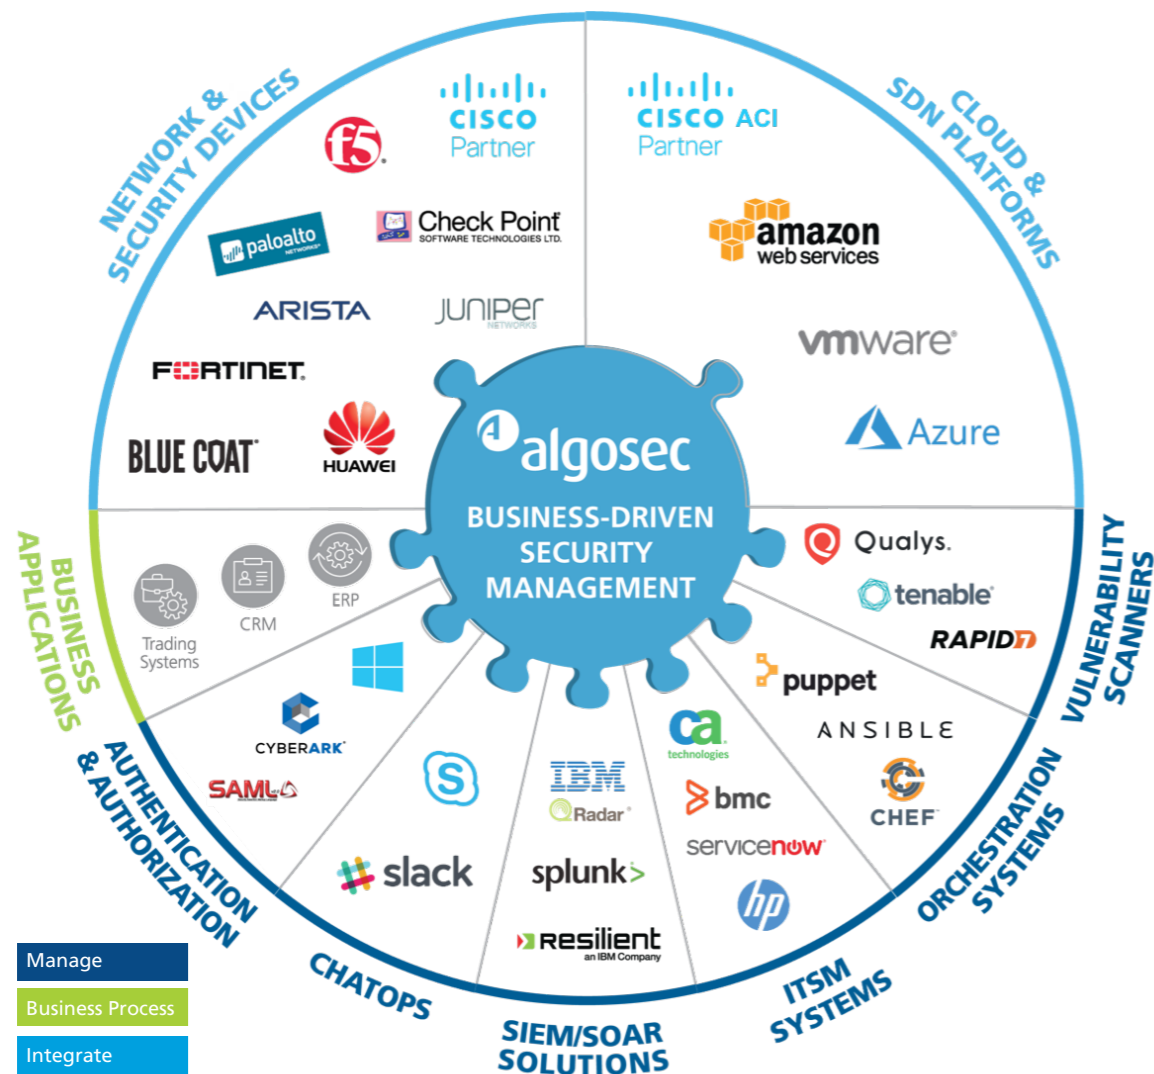 NETWORK &
SECURITY DEVICES
CISCO
Partner
f5
paloalto
NETWORKS
Check Point
SOFTWARE TECHNOLOGIES LTD.
ARISTA
JUNIPER
NETWORKS
FORTINET
BLUE COAT
HUAWEI
CLOUD &
SDN PLATFORMS
CISCO ACI
Partner
amazon
web services
vmware
Azure
algosec
BUSINESS-DRIVEN
SECURITY
MANAGEMENT
BUSINESS
APPLICATIONS
Trading
Systems
CRM
ERP
VULNERABILITY
SCANNERS
Qualys.
tenable
RAPID7
AUTHENTICATION
& AUTHORIZATION
CYBERARK
SAML
CHATOPS
S
slack
SIEM/SOAR
SOLUTIONS
IBM
QRadar
splunk>
Resilient
an IBM Company
ITSM
SYSTEMS
ca
technologies
bmc
servicenow
hp
ORCHESTRATION
SYSTEMS
puppet
ANSIBLE
CHEF
Manage
Business Process
Integrate